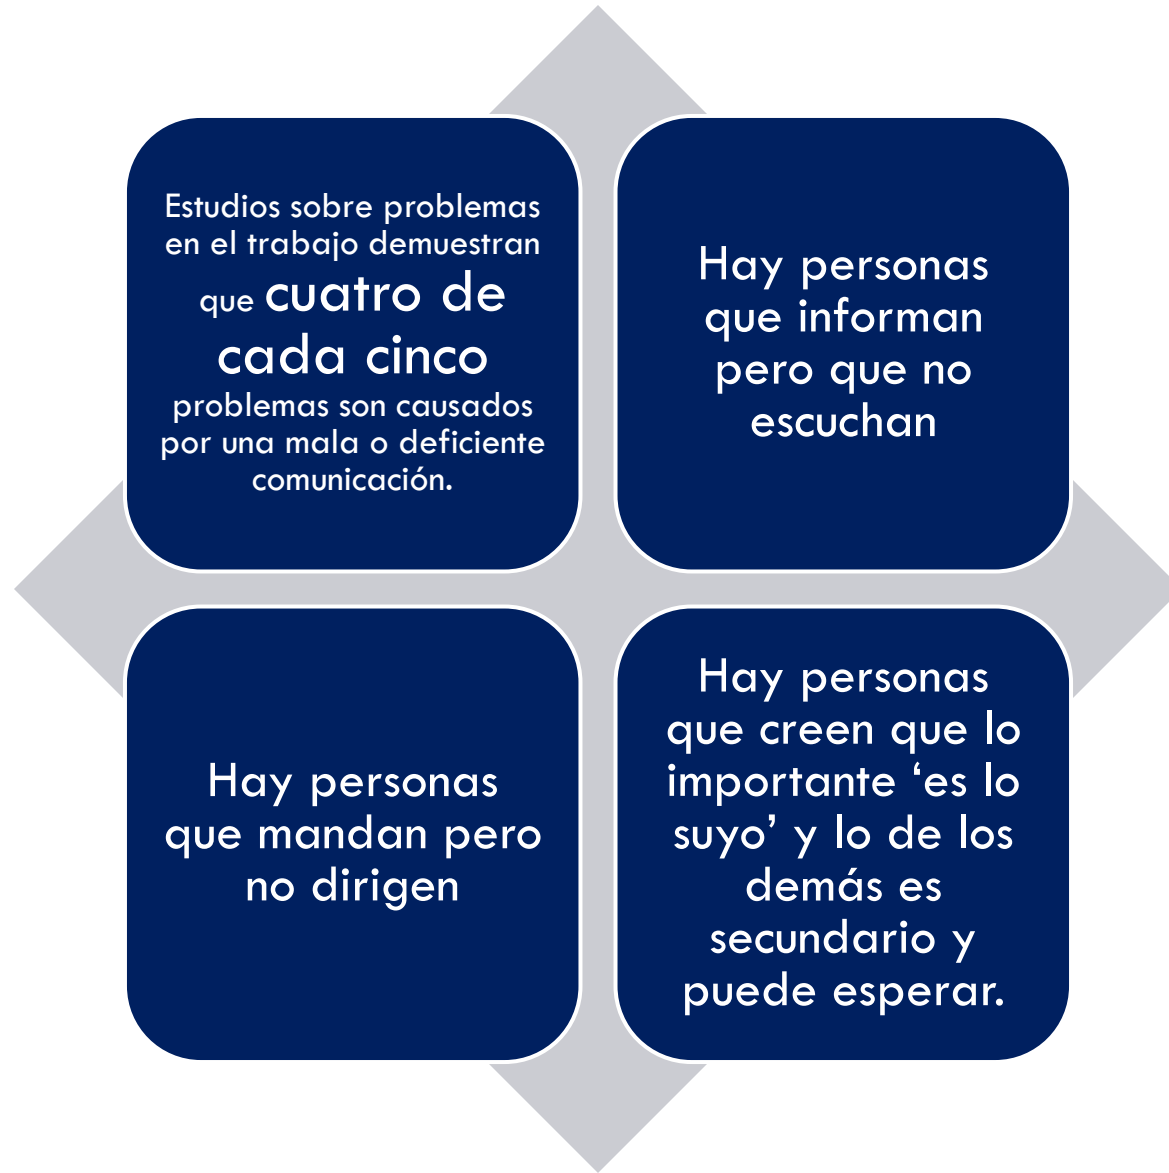 Estudios sobre problemas
en el trabajo demuestran
que cuatro de
cada cinco
problemas son causados
por una mala o deficiente
comunicación.
Hay personas
que informan
pero que no
escuchan
Hay personas
que mandan pero
no dirigen
Hay personas
que creen que lo
importante ‘es lo
suyo’ y lo de los
demás es
secundario y
puede esperar.